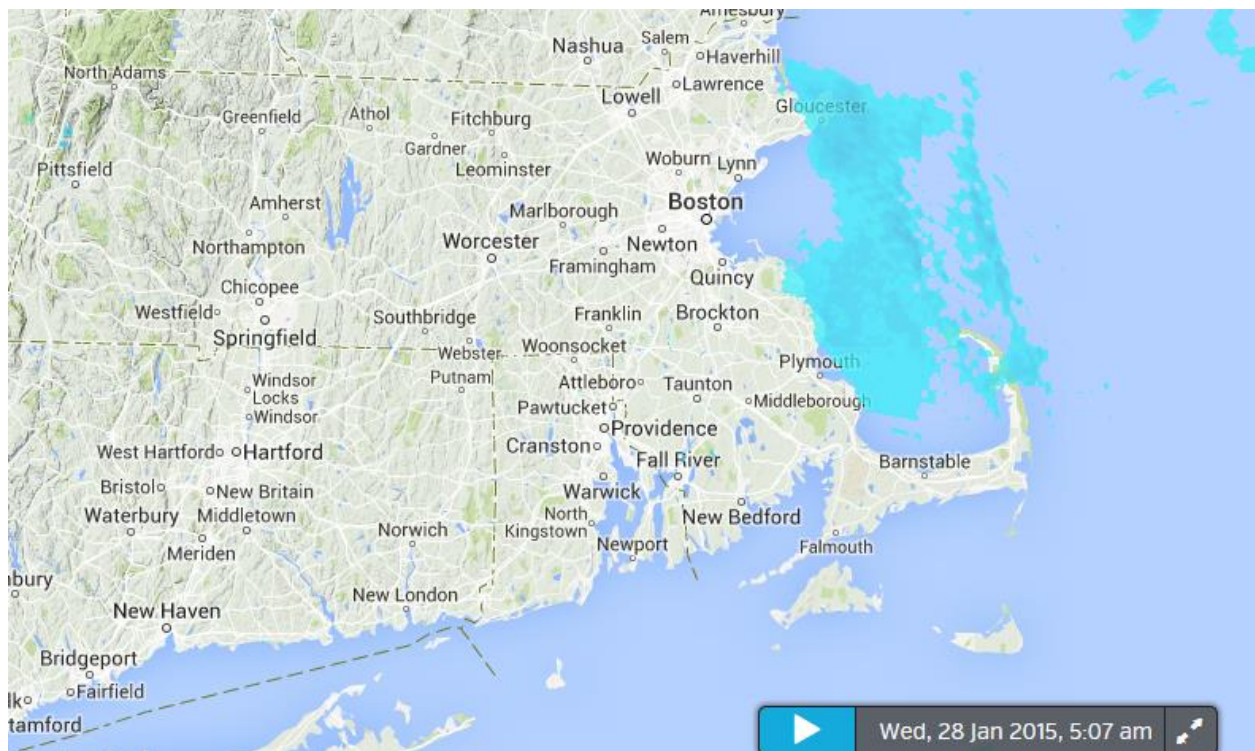 Amesbury
Nashua
Salem
Haverhill
North Adams
Lawrence
Lowell
Gloucester
Greenfield
Athol
Fitchburg
Gardner
Leominster
Woburn
Lynn
Pittsfield
Amherst
Marlborough
Boston
Northampton
Worcester
Newton
Framingham
Quincy
Chicopee
Westfield
Springfield
Southbridge
Franklin
Brockton
Webster
Woonsocket
Plymouth
Windsor
Locks
Putnam
Attleboro
Taunton
Windsor
Pawtucket
Middleborough
Providence
West Hartford
Hartford
Cranston
Fall River
Barnstable
Bristol
New Britain
Warwick
Waterbury
Middletown
Norwich
North
Kingstown
New Bedford
Meriden
Newport
Falmouth
nbury
New London
New Haven
Bridgeport
Fairfield
lk
tamford
Wed, 28 Jan 2015, 5:07 am